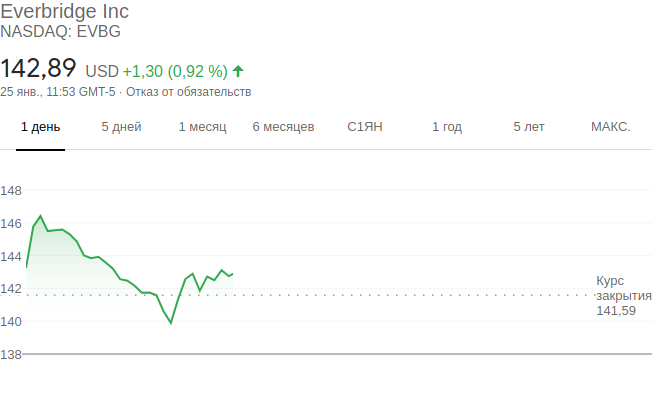 Everbridge Inc
NASDAQ: EVBG
142,89 USD +1,30 (0,92 %)
25 янв., 11:53 GMT-5 · Отказ от обязательств
1 день 5 дней 1 месяц 6 месяцев С1ЯН 1 год 5 лет МАКС.
148
146
144
142
140
138
Курс
закрытия
141,59